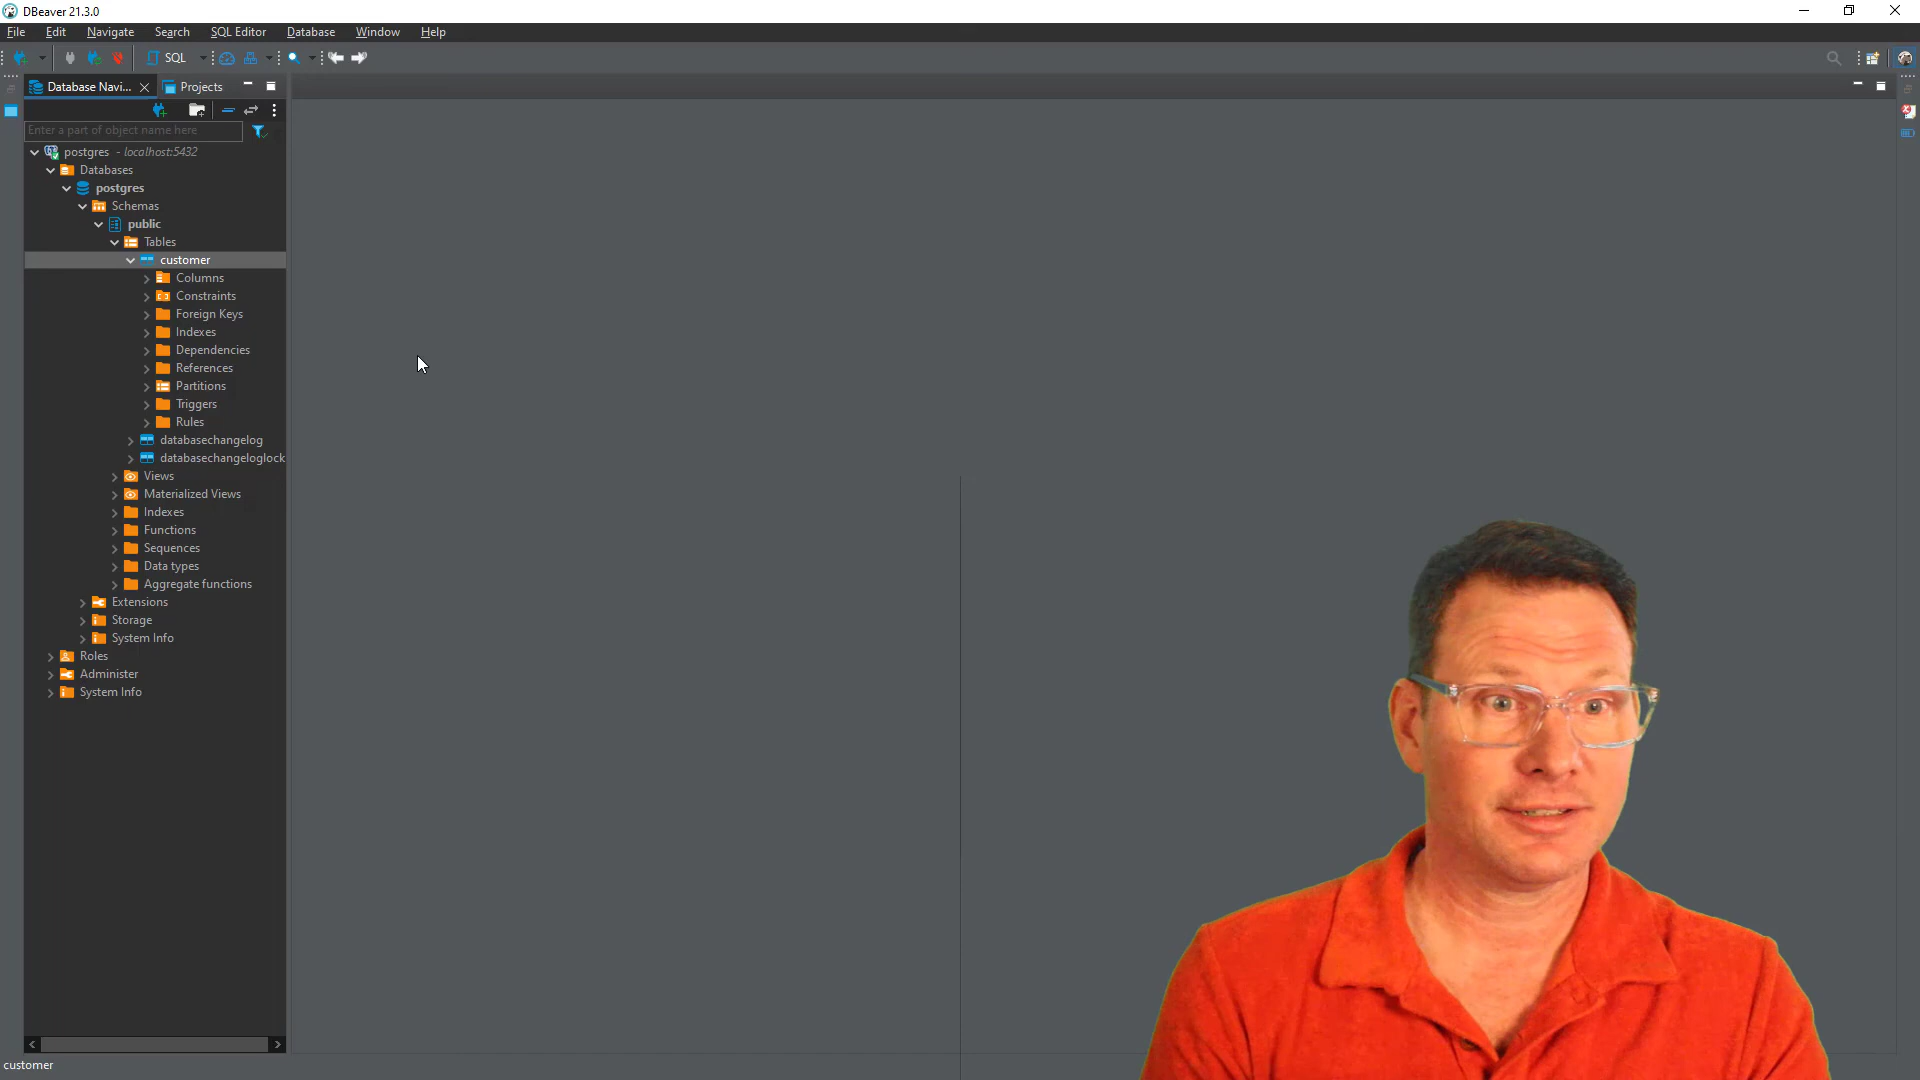 DBeaver 21.3.0
File Edit Navigate Search SQL Editor Database Window Help
SQL
Database Navi... Projects
Enter a part of object name here
postgres - localhost:5432
Databases
postgres
Schemas
public
Tables
customer
Columns
Constraints
Foreign Keys
Indexes
Dependencies
References
Partitions
Triggers
Rules
databasechangelog
databasechangeloglock
Views
Materialized Views
Indexes
Functions
Sequences
Data types
Aggregate functions
Extensions
Storage
System Info
Roles
Administer
System Info
customer